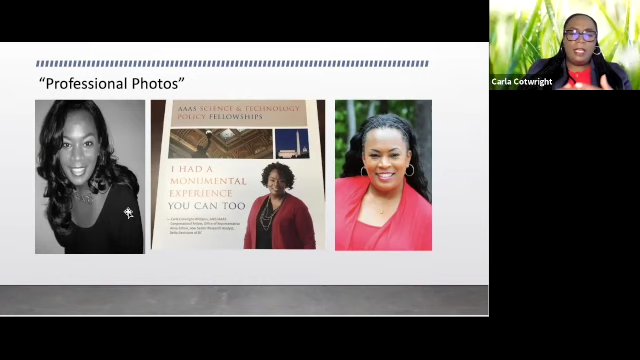 "Professional Photos"
AAAS SCIENCE & TECHNOLOGY
POLICY FELLOWSHIPS
I HAD A
MONUMENTAL
EXPERIENCE
YOU CAN TOO
Carla Cotwright